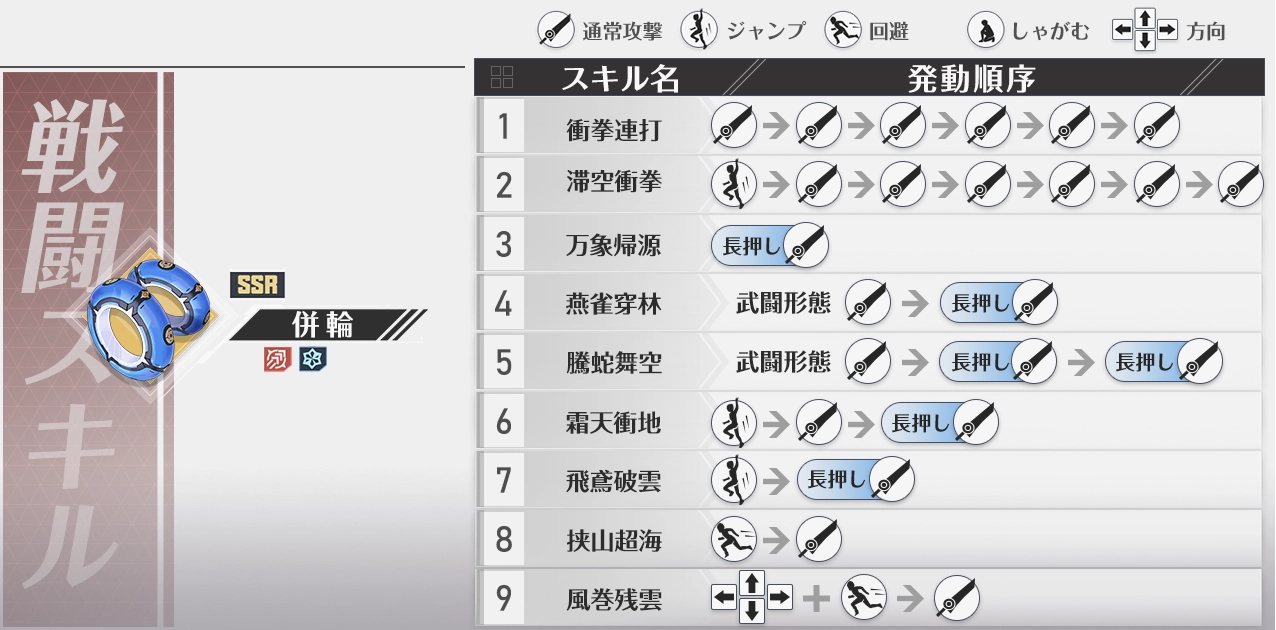 通常攻撃 ジャンプ 回避 しゃがむ 方向
スキル名 発動順序
戦闘スキル
SSR
併輪
1 衝拳連打
2 滞空衝拳
3 万象帰源 長押し
4 燕雀穿林 武闘形態 長押し
5 騰蛇舞空 武闘形態 長押し 長押し
6 霜天衝地 長押し
7 飛鳶破雲 長押し
8 挟山超海
9 風巻残雲